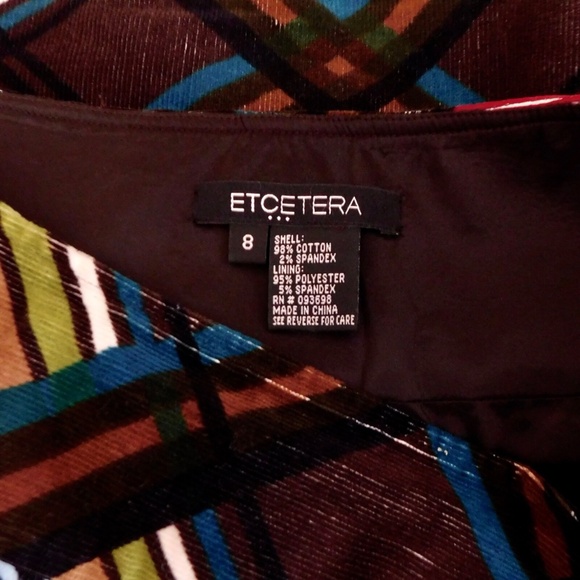 ETCETERA
8
SHELL:
98% COTTON
2% SPANDEX
LINING:
95% POLYESTER
5% SPANDEX
RN # 093698
MADE IN CHINA
SEE REVERSE FOR CARE